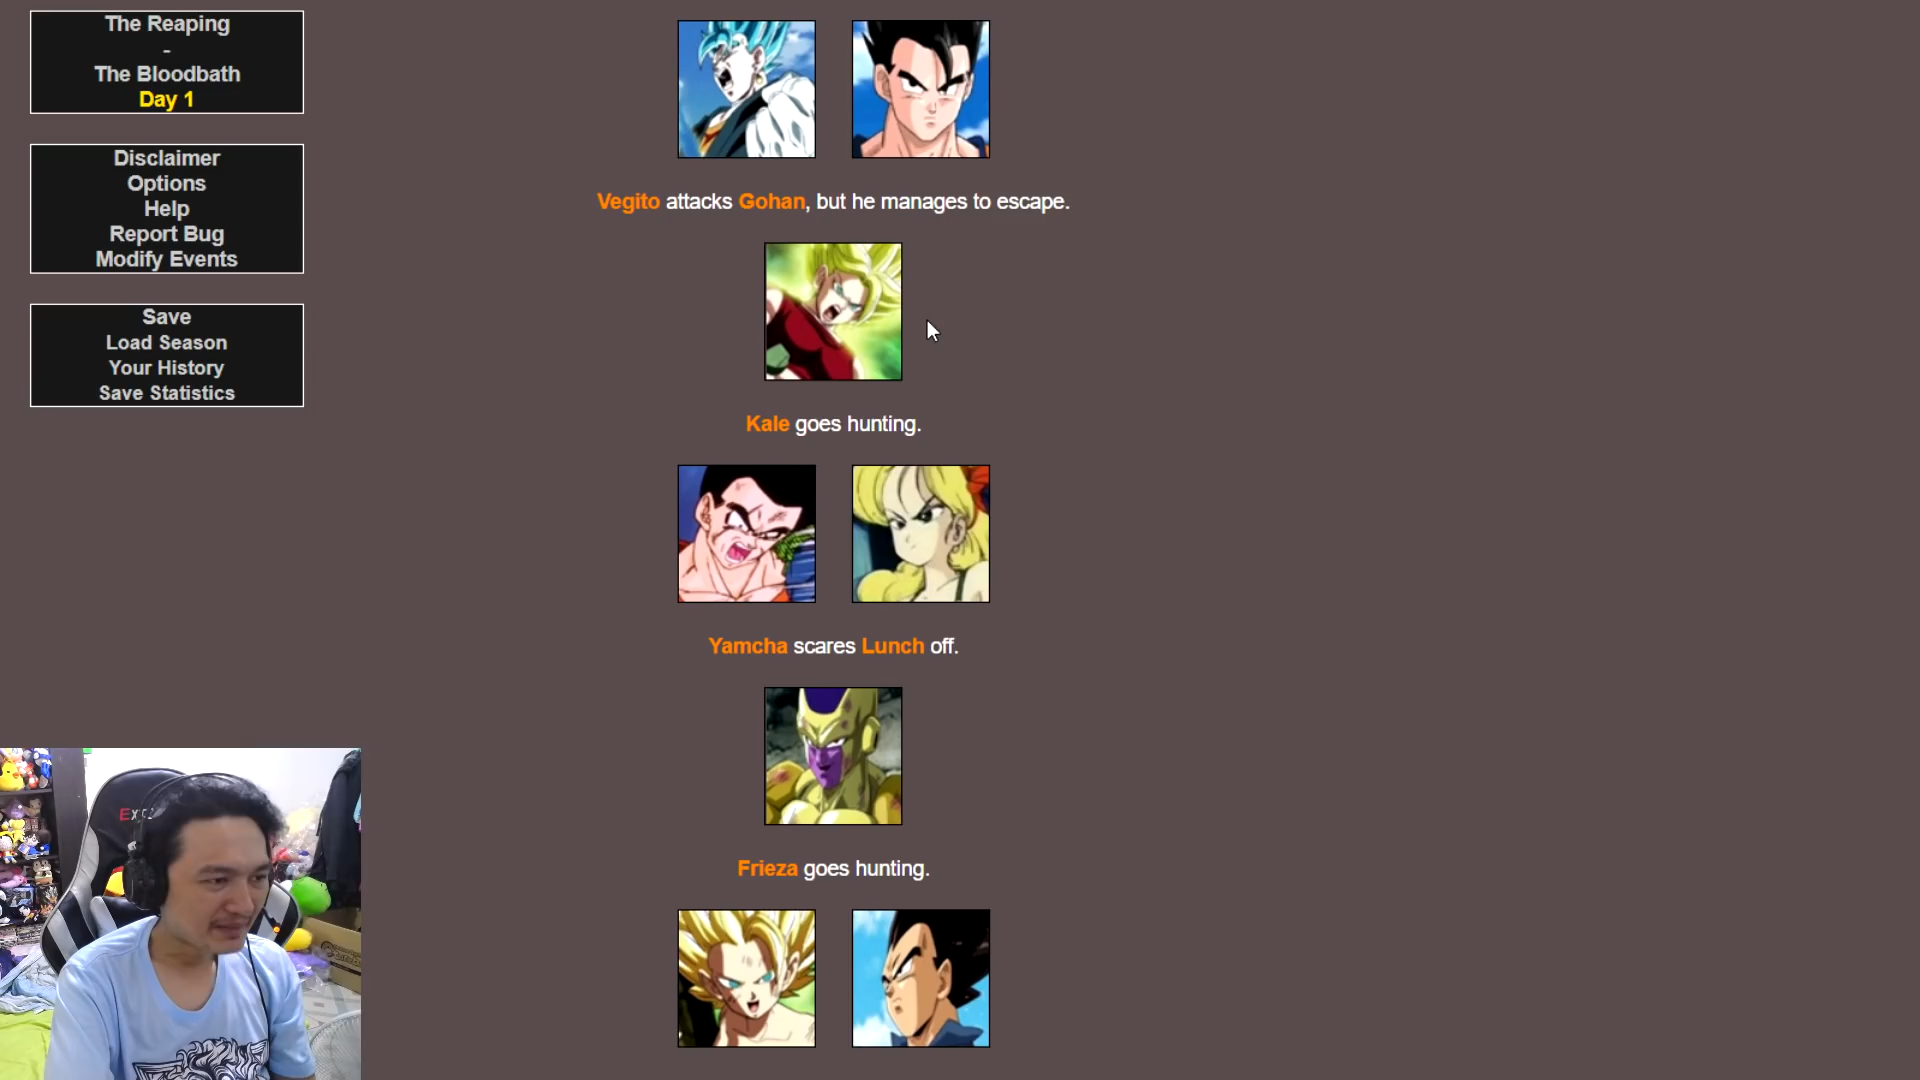 The Reaping
-
The Bloodbath
Day 1
Disclaimer
Options
Help
Report Bug
Modify Events
Save
Load Season
Your History
Save Statistics
Vegito attacks Gohan, but he manages to escape.
Kale goes hunting.
Yamcha scares Lunch off.
Frieza goes hunting.